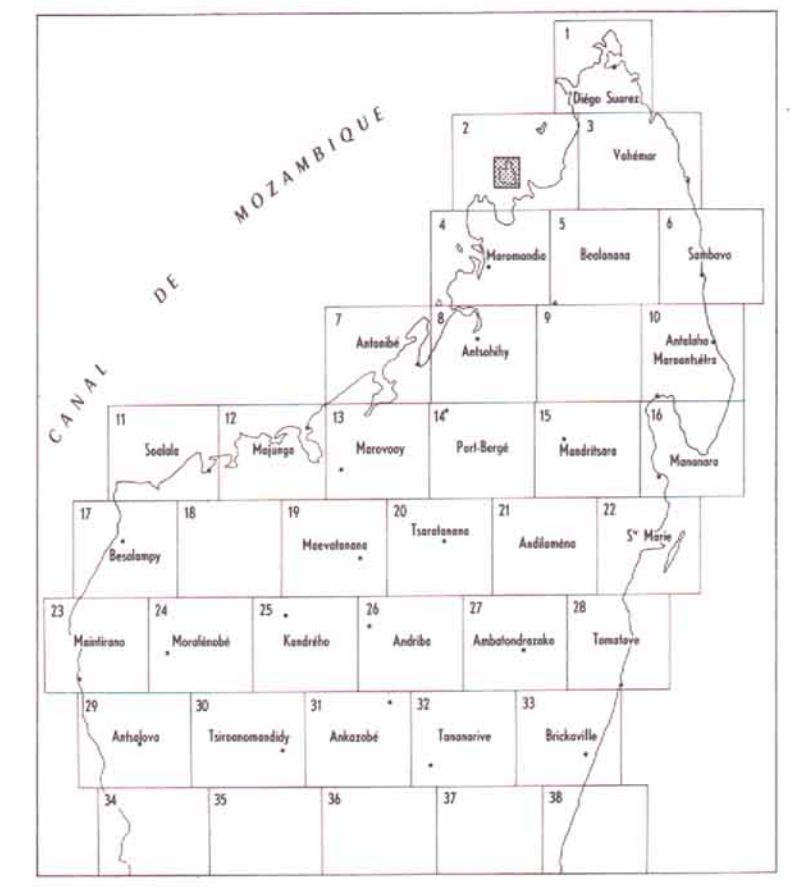 CANAL DE MOZAMBIQUE
1
Diégo Suarez
2
3
Vohémar
4
Maromandia
5
Bealanana
6
Sambava
7
Antonibé
8
Antsohihy
9
10
Antalaha
Maroantsétra
11
Soalala
12
Majunga
13
Marovoay
14
Port-Bergé
15
Mandritsara
16
Mananara
17
Besalampy
18
19
Maevatanana
20
Tsaratanana
21
Andilaména
22
Ste Marie
23
Maintirano
24
Morafénobé
25
Kandrého
26
Andriba
27
Ambatondrazaka
28
Tamatave
29
Antsalova
30
Tsiroanomandidy
31
Ankazobé
32
Tananarive
33
Brickaville
34
35
36
37
38